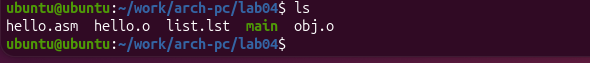 ubuntu@ubuntu:~/work/arch-pc/lab04$ ls
hello.asm  hello.o  list.lst  main  obj.o
ubuntu@ubuntu:~/work/arch-pc/lab04$